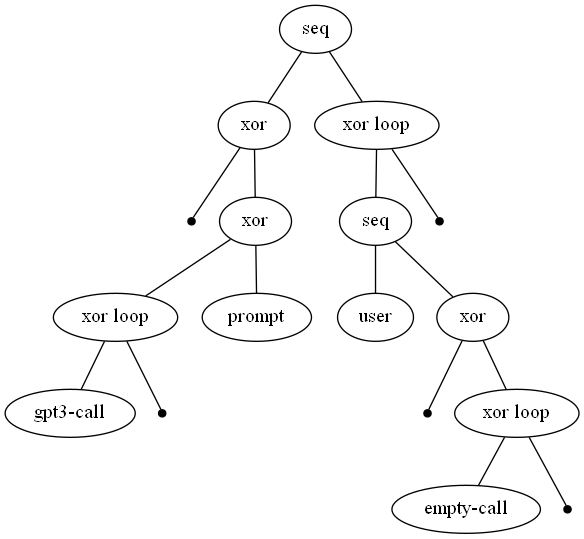 seq
xor
xor loop
xor
seq
xor loop
prompt
user
xor
gpt3-call
xor loop
empty-call